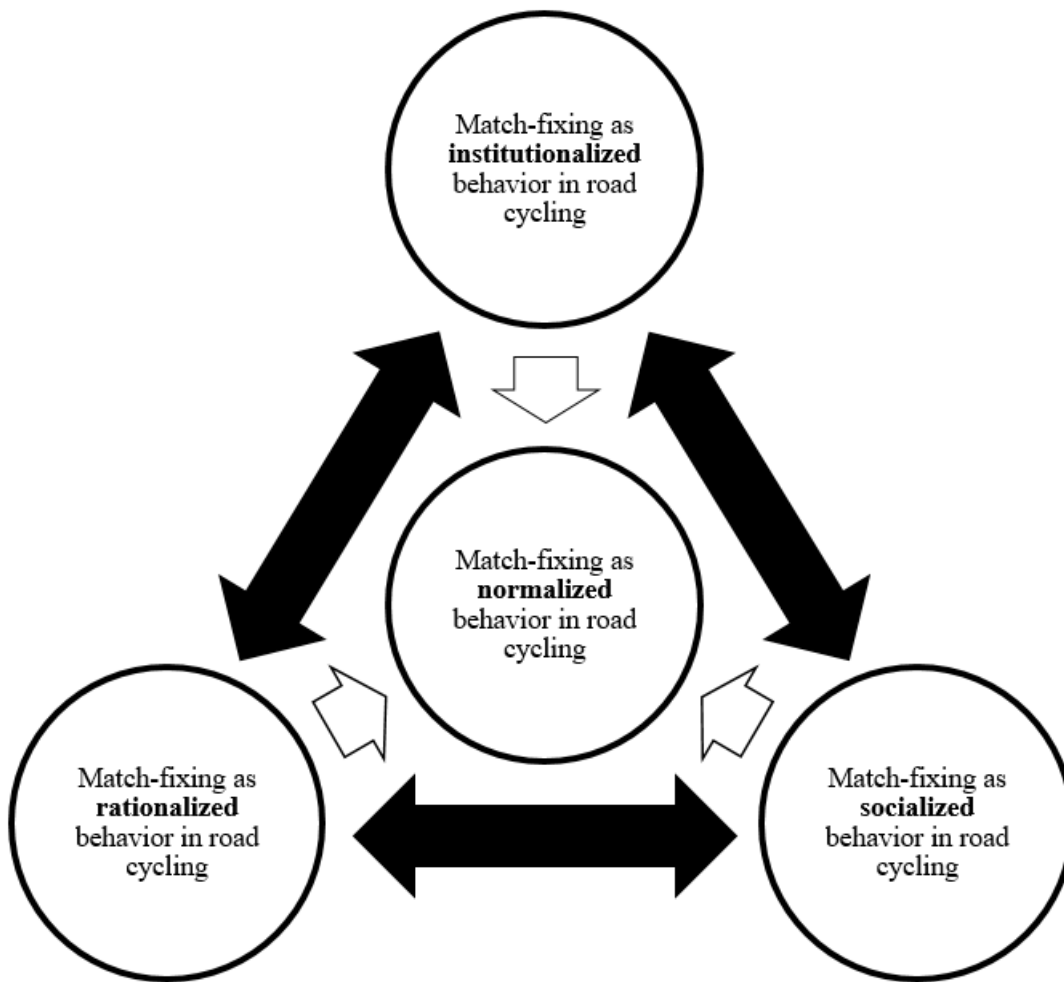 Match-fixing as
institutionalized
behavior in road
cycling
Match-fixing as
normalized
behavior in road
cycling
Match-fixing as
rationalized
behavior in road
cycling
Match-fixing as
socialized
behavior in road
cycling